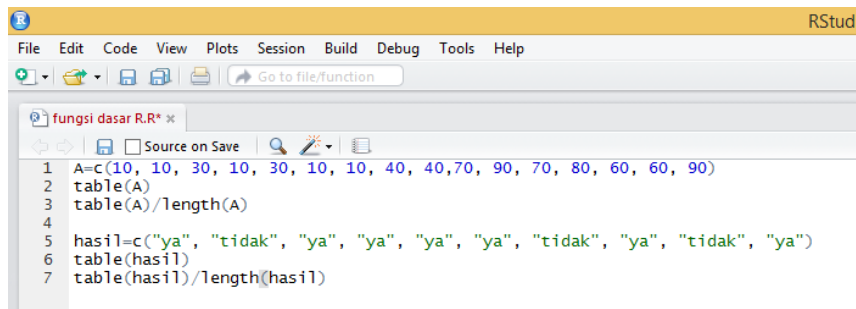 RStud
File Edit Code View Plots Session Build Debug Tools Help
Go to file/function
fungsi dasar R.R* ×
Source on Save
1 A=c(10, 10, 30, 10, 30, 10, 10, 40, 40,70, 90, 70, 80, 60, 60, 90)
2 table(A)
3 table(A)/length(A)
4
5 hasil=c("ya", "tidak", "ya", "ya", "ya", "ya", "tidak", "ya", "tidak", "ya")
6 table(hasil)
7 table(hasil)/length(hasil)